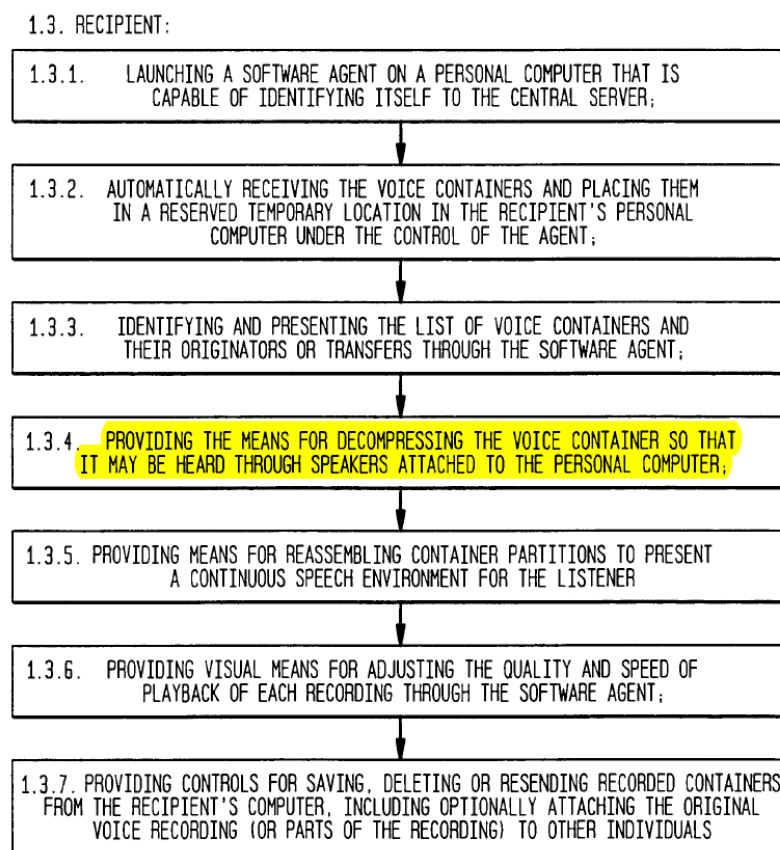 1.3. RECIPIENT:
1.3.1. LAUNCHING A SOFTWARE AGENT ON A PERSONAL COMPUTER THAT IS
CAPABLE OF IDENTIFYING ITSELF TO THE CENTRAL SERVER;
1.3.2. AUTOMATICALLY RECEIVING THE VOICE CONTAINERS AND PLACING THEM
IN A RESERVED TEMPORARY LOCATION IN THE RECIPIENT'S PERSONAL
COMPUTER UNDER THE CONTROL OF THE AGENT;
1.3.3. IDENTIFYING AND PRESENTING THE LIST OF VOICE CONTAINERS AND
THEIR ORIGINATORS OR TRANSFERS THROUGH THE SOFTWARE AGENT;
1.3.4. PROVIDING THE MEANS FOR DECOMPRESSING THE VOICE CONTAINER SO THAT
IT MAY BE HEARD THROUGH SPEAKERS ATTACHED TO THE PERSONAL COMPUTER;
1.3.5. PROVIDING MEANS FOR REASSEMBLING CONTAINER PARTITIONS TO PRESENT
A CONTINUOUS SPEECH ENVIRONMENT FOR THE LISTENER
1.3.6. PROVIDING VISUAL MEANS FOR ADJUSTING THE QUALITY AND SPEED OF
PLAYBACK OF EACH RECORDING THROUGH THE SOFTWARE AGENT;
1.3.7. PROVIDING CONTROLS FOR SAVING, DELETING OR RESENDING RECORDED CONTAINERS
FROM THE RECIPIENT'S COMPUTER, INCLUDING OPTIONALLY ATTACHING THE ORIGINAL
VOICE RECORDING (OR PARTS OF THE RECORDING) TO OTHER INDIVIDUALS